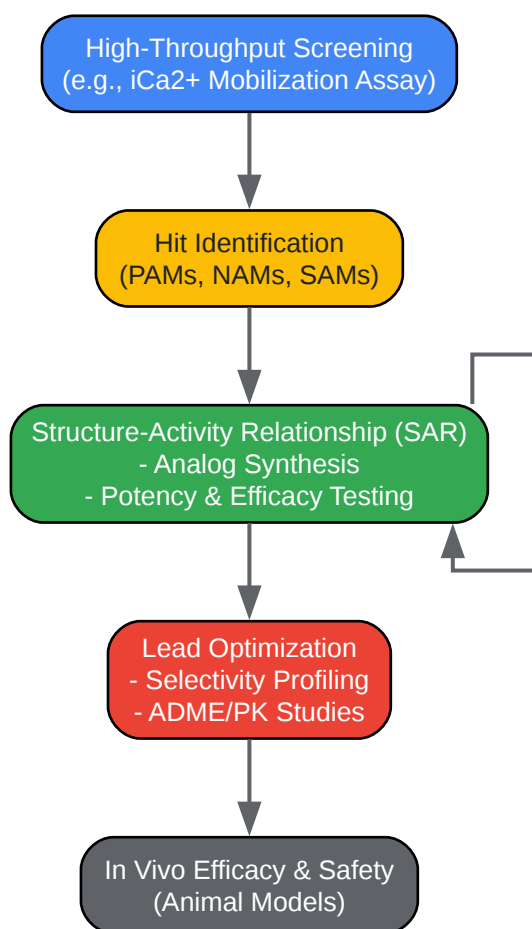 High-Throughput Screening
(e.g., iCa2+ Mobilization Assay)
Hit Identification
(PAMs, NAMs, SAMs)
Structure-Activity Relationship (SAR)
- Analog Synthesis
- Potency & Efficacy Testing
Lead Optimization
- Selectivity Profiling
- ADME/PK Studies
In Vivo Efficacy & Safety
(Animal Models)